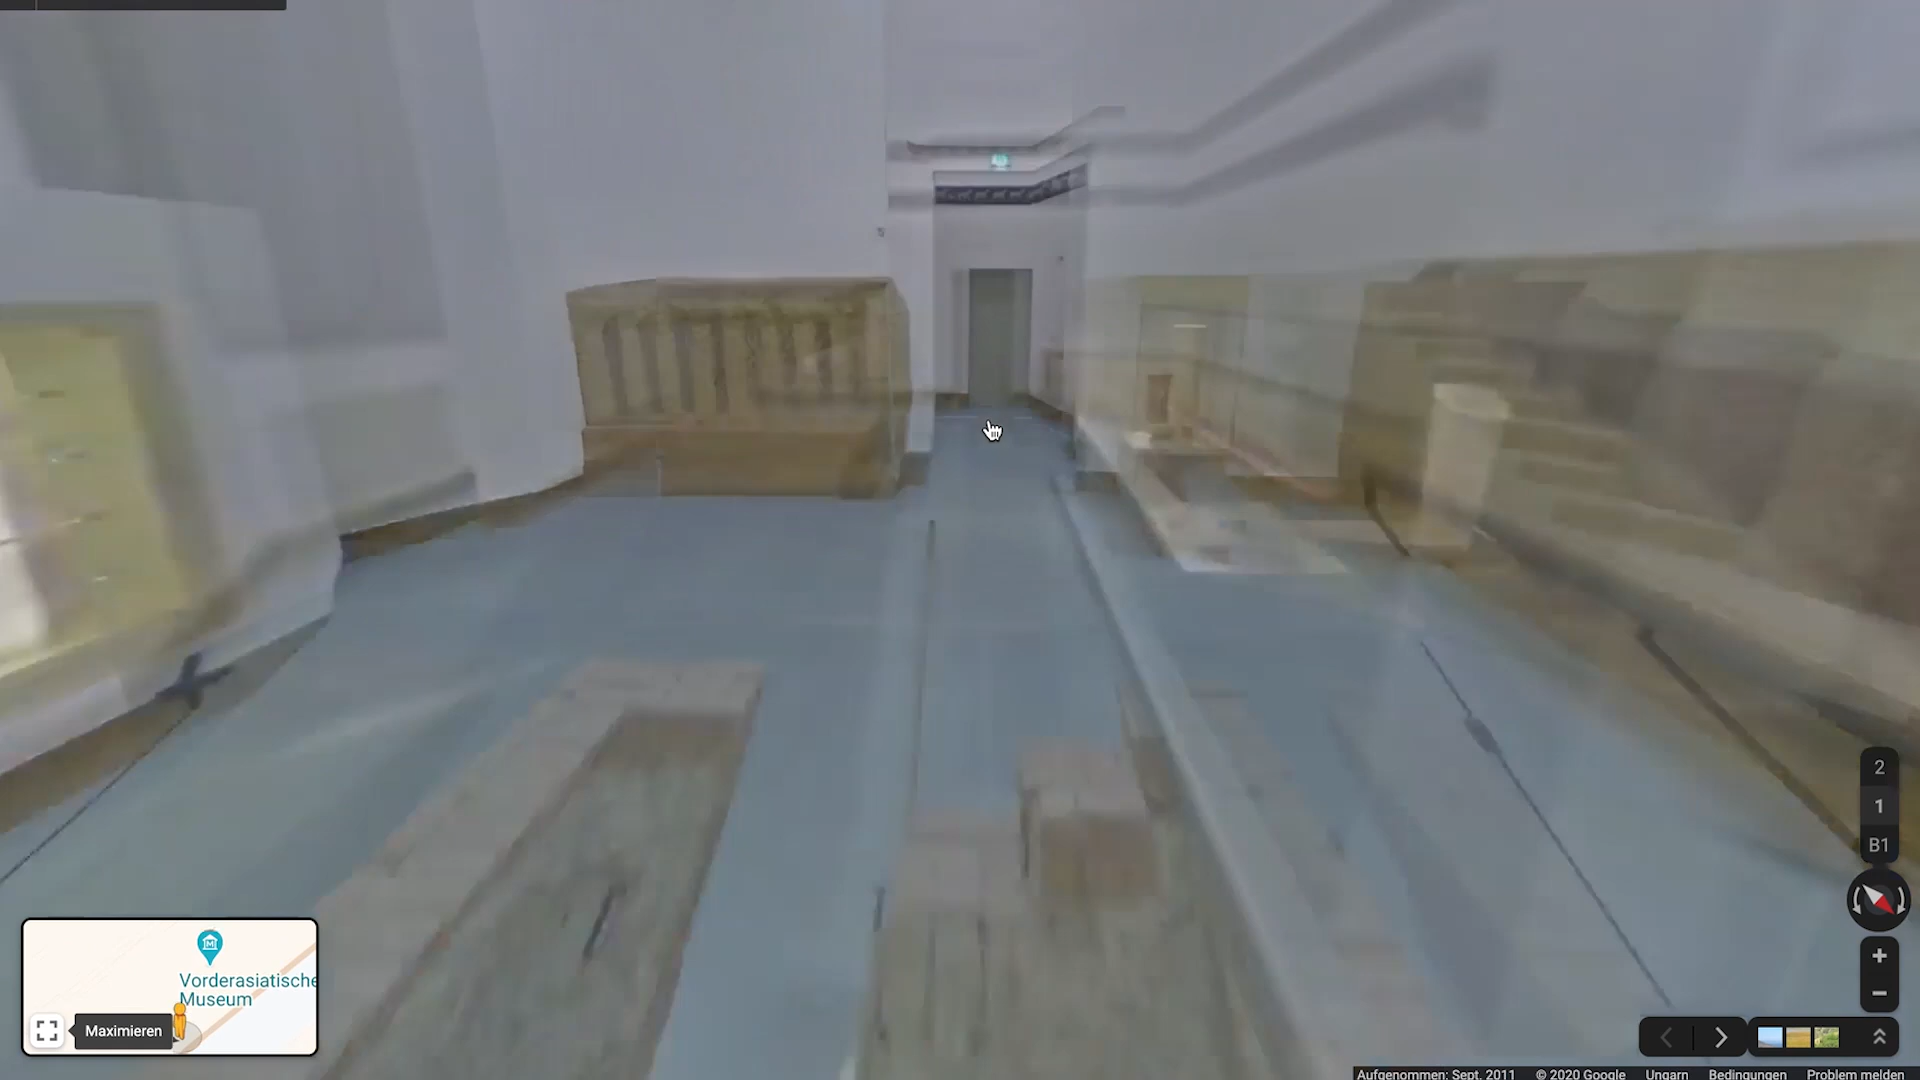 2
1
B1
Vorderasiatische
Museum
Maximieren
Aufgenommen: Sept. 2011 © 2020 Google Ungarn Bedingungen Problem melden